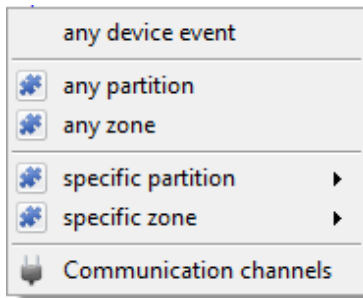 any device event
any partition
any zone
specific partition
specific zone
Communication channels